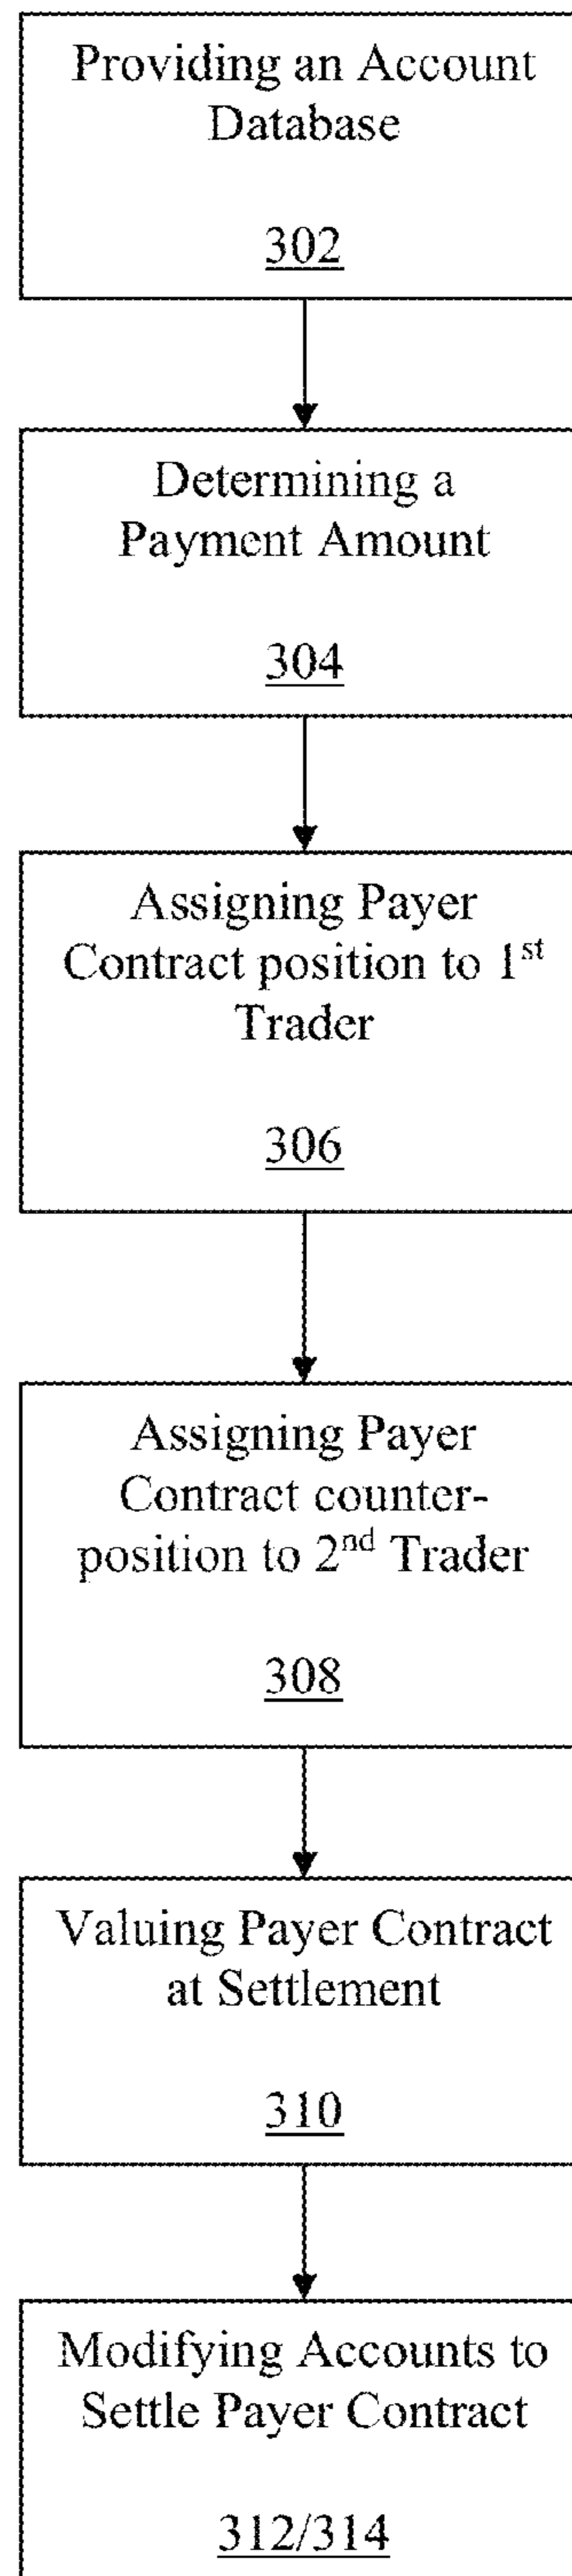 Providing an Account
Database
302
Determining a
Payment Amount
304
Assigning Payer
Contract position to 1st
Trader
306
Assigning Payer
Contract counter-
position to 2nd Trader
308
Valuing Payer Contract
at Settlement
310
Modifying Accounts to
Settle Payer Contract
312/314